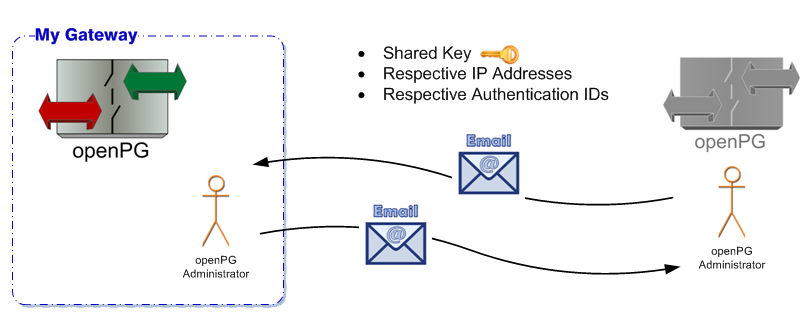 My Gateway
openPG
• Shared Key
• Respective IP Addresses
• Respective Authentication IDs
openPG
Email
@
Email
@
openPG
Administrator
openPG
Administrator